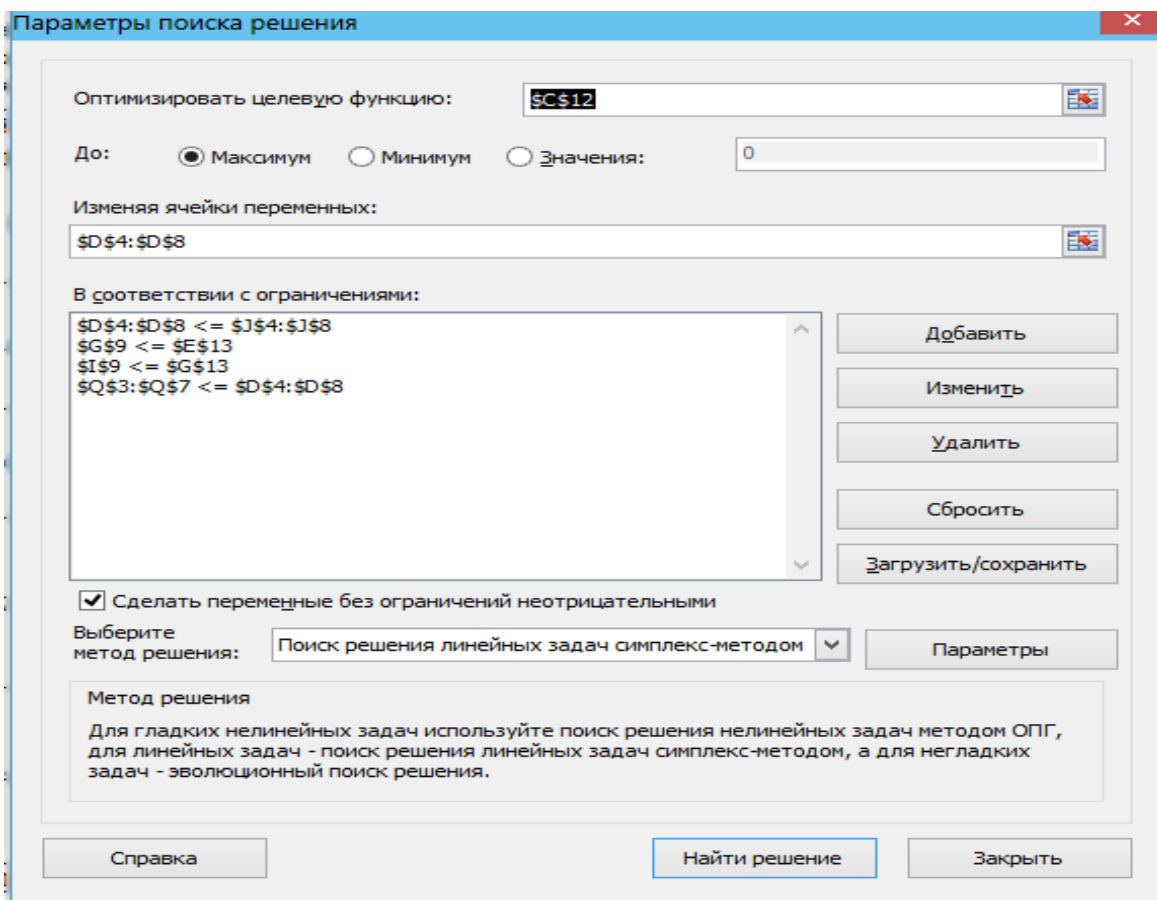 Параметры поиска решения
Оптимизировать целевую функцию: $C$12
До: Максимум Минимум Значения: 0
Изменяя ячейки переменных:
$D$4:$D$8
В соответствии с ограничениями:
$D$4:$D$8 <= $J$4:$J$8
$G$9 <= $E$13
$I$9 <= $G$13
$Q$3:$Q$7 <= $D$4:$D$8
Добавить
Изменить
Удалить
Сбросить
Загрузить/сохранить
Сделать переменные без ограничений неотрицательными
Выберите
метод решения:
Поиск решения линейных задач симплекс-методом
Параметры
Метод решения
Для гладких нелинейных задач используйте поиск решения нелинейных задач методом ОПГ,
для линейных задач - поиск решения линейных задач симплекс-методом, а для негладких
задач - эволюционный поиск решения.
Справка Найти решение Закрыть